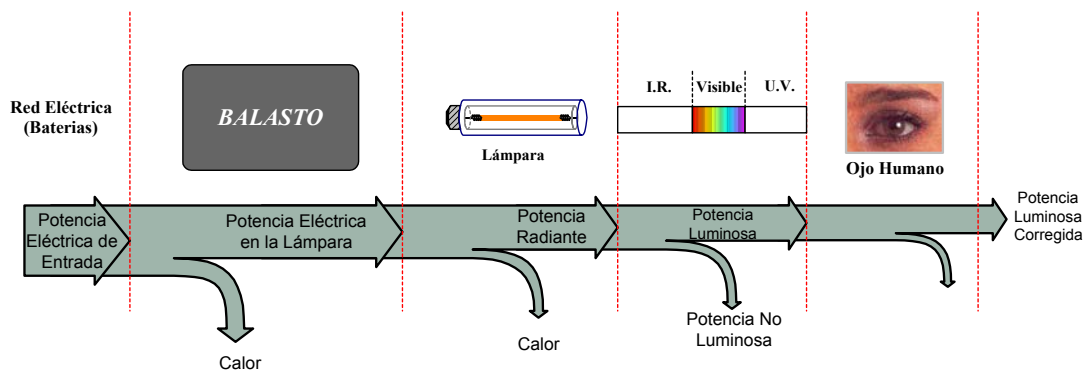 I.R.
Visible
U.V.
Red Eléctrica
(Baterias)
BALASTO
Lámpara
Ojo Humano
Potencia
Eléctrica de
Entrada
Potencia Eléctrica
en la Lámpara
Potencia
Radiante
Potencia
Luminosa
Potencia
Luminosa
Corregida
Calor
Calor
Potencia No
Luminosa